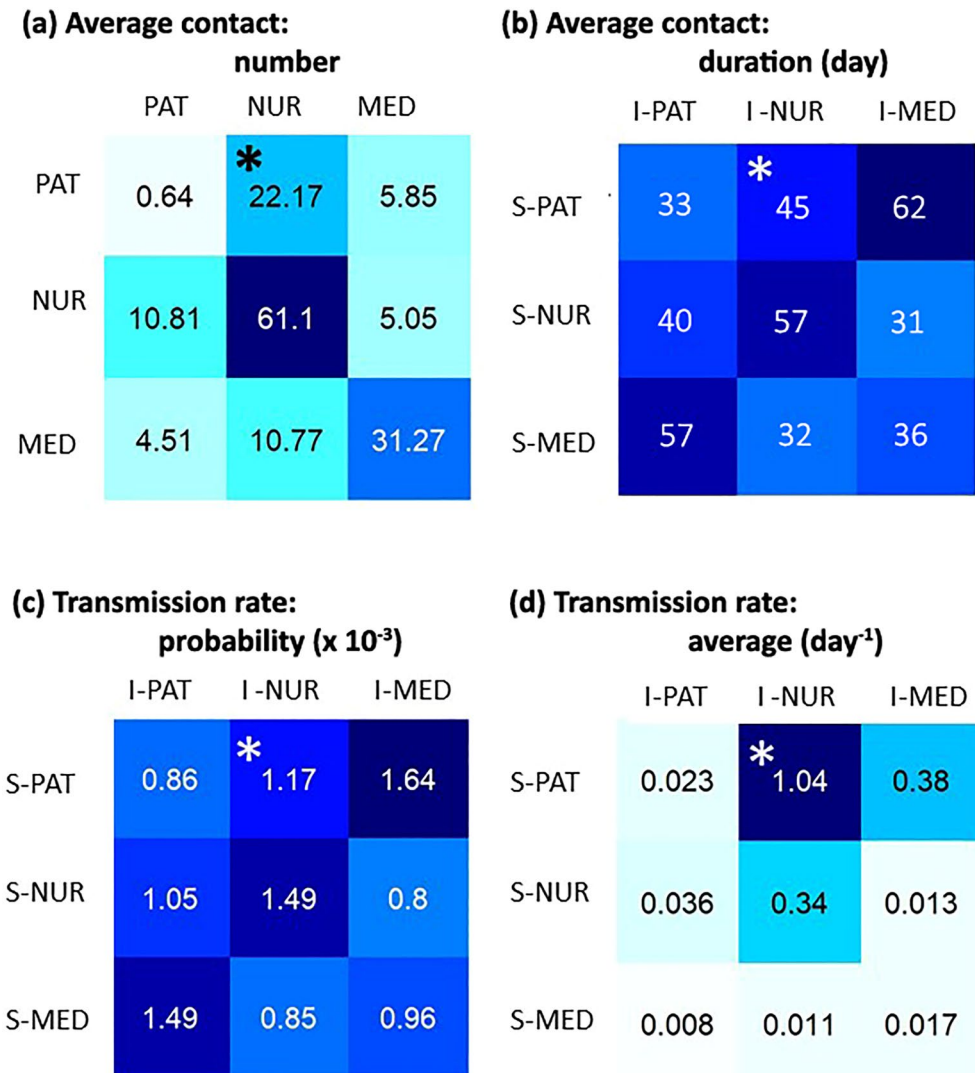 (a) Average contact:
number
PAT NUR MED
PAT 0.64 * 22.17 5.85
NUR 10.81 61.1 5.05
MED 4.51 10.77 31.27
(b) Average contact:
duration (day)
I-PAT I -NUR I-MED
S-PAT 33 * 45 62
S-NUR 40 57 31
S-MED 57 32 36
(c) Transmission rate:
probability (x 10⁻³)
I-PAT I -NUR I-MED
S-PAT 0.86 * 1.17 1.64
S-NUR 1.05 1.49 0.8
S-MED 1.49 0.85 0.96
(d) Transmission rate:
average (day⁻¹)
I-PAT I -NUR I-MED
S-PAT 0.023 * 1.04 0.38
S-NUR 0.036 0.34 0.013
S-MED 0.008 0.011 0.017